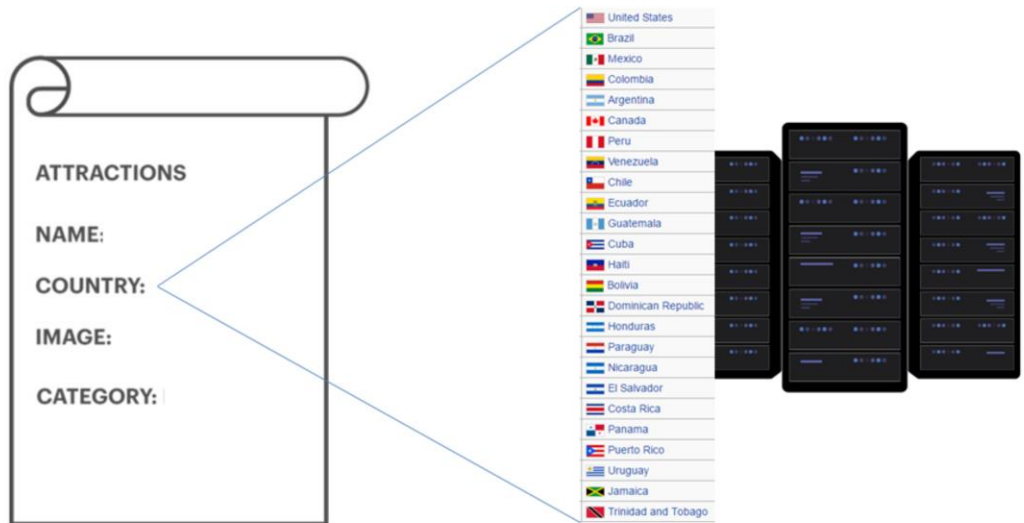 ATTRACTIONS
NAME:
COUNTRY:
IMAGE:
CATEGORY:
United States
Brazil
Mexico
Colombia
Argentina
Canada
Peru
Venezuela
Chile
Ecuador
Guatemala
Cuba
Haiti
Bolivia
Dominican Republic
Honduras
Paraguay
Nicaragua
El Salvador
Costa Rica
Panama
Puerto Rico
Uruguay
Jamaica
Trinidad and Tobago